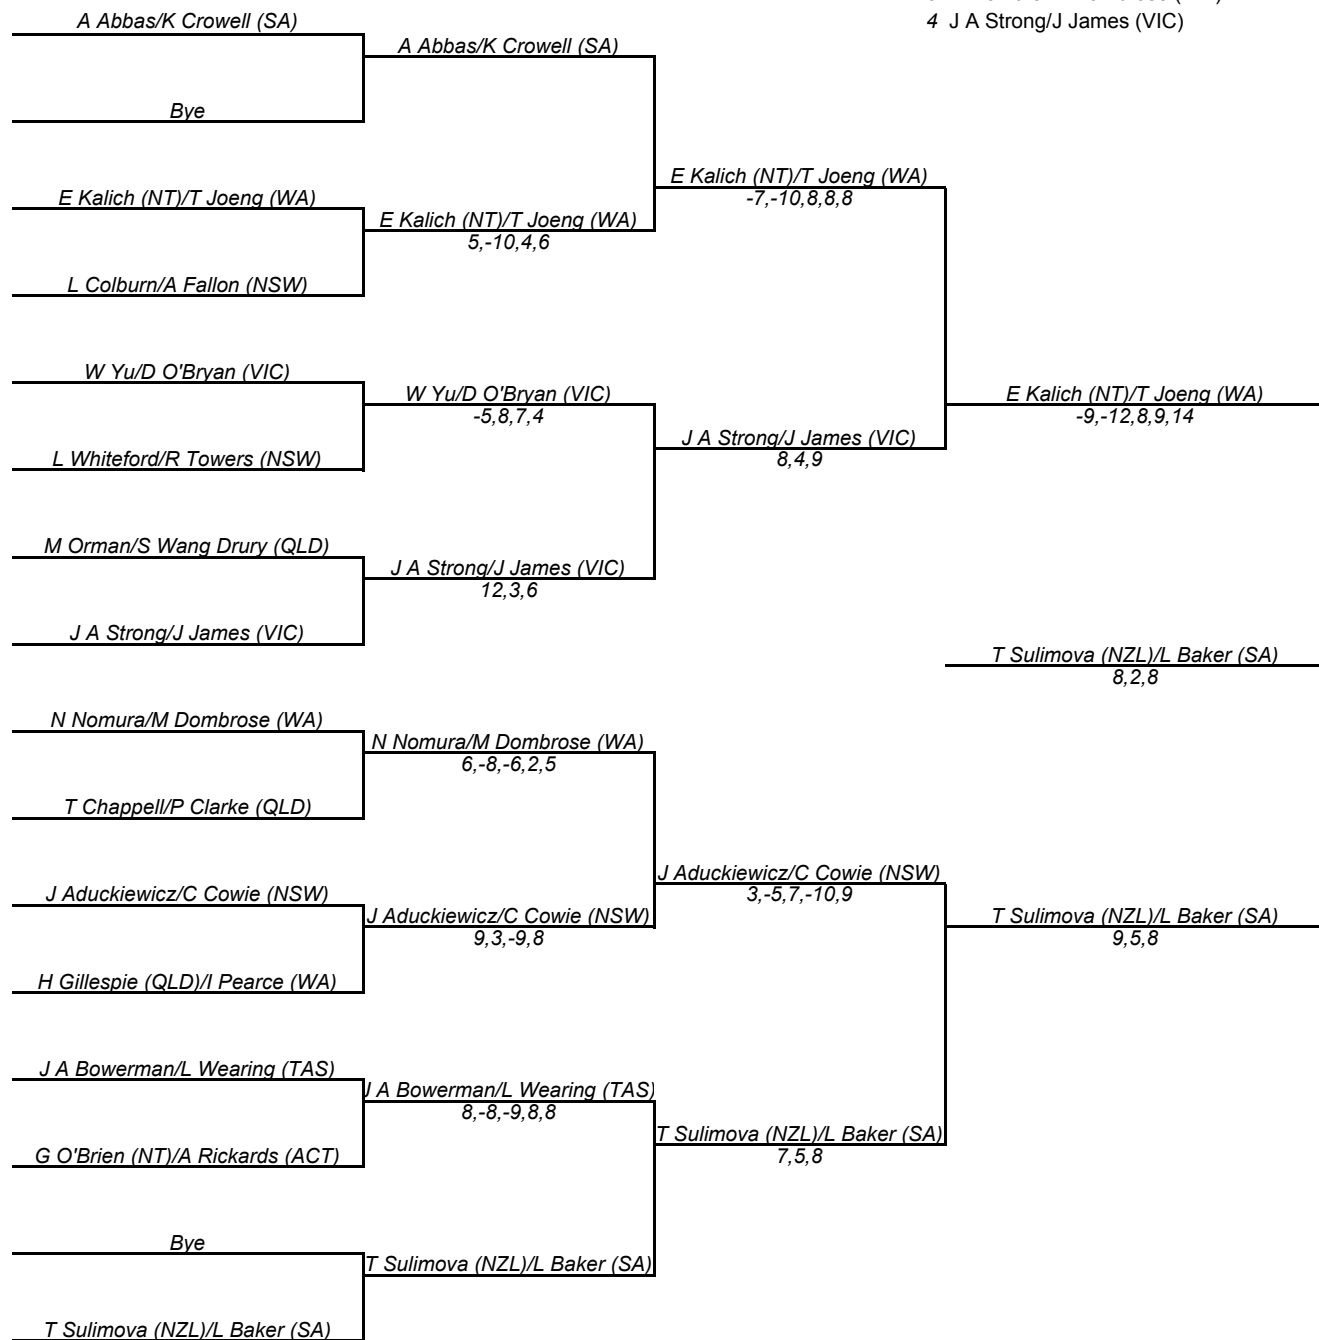 4 J A Strong/J James (VIC)
A Abbas/K Crowell (SA)
A Abbas/K Crowell (SA)
Bye
E Kalich (NT)/T Joeng (WA)
-7,-10,8,8,8
E Kalich (NT)/T Joeng (WA)
E Kalich (NT)/T Joeng (WA)
5,-10,4,6
L Colburn/A Fallon (NSW)
W Yu/D O'Bryan (VIC)
W Yu/D O'Bryan (VIC)
-5,8,7,4
E Kalich (NT)/T Joeng (WA)
-9,-12,8,9,14
J A Strong/J James (VIC)
8,4,9
L Whiteford/R Towers (NSW)
M Orman/S Wang Drury (QLD)
J A Strong/J James (VIC)
12,3,6
J A Strong/J James (VIC)
T Sulimova (NZL)/L Baker (SA)
8,2,8
N Nomura/M Dombrose (WA)
N Nomura/M Dombrose (WA)
6,-8,-6,2,5
T Chappell/P Clarke (QLD)
J Aduckiewicz/C Cowie (NSW)
3,-5,7,-10,9
J Aduckiewicz/C Cowie (NSW)
J Aduckiewicz/C Cowie (NSW)
9,3,-9,8
T Sulimova (NZL)/L Baker (SA)
9,5,8
H Gillespie (QLD)/I Pearce (WA)
J A Bowerman/L Wearing (TAS)
J A Bowerman/L Wearing (TAS)
8,-8,-9,8,8
T Sulimova (NZL)/L Baker (SA)
7,5,8
G O'Brien (NT)/A Rickards (ACT)
Bye
T Sulimova (NZL)/L Baker (SA)
T Sulimova (NZL)/L Baker (SA)